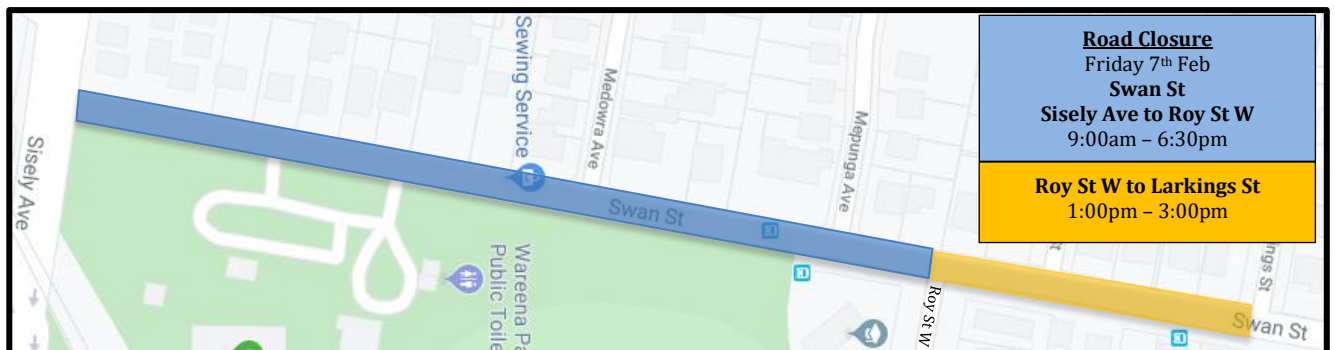 Road Closure
Friday 7th Feb
Swan St
Sisely Ave to Roy St W
9:00am – 6:30pm
Roy St W to Larkings St
1:00pm – 3:00pm
Sisely Ave
Sewing Service
Medowra Ave
Mepunga Ave
Swan St
Wareena Pa
Public Toile
Roy St W
ings St
Swan St